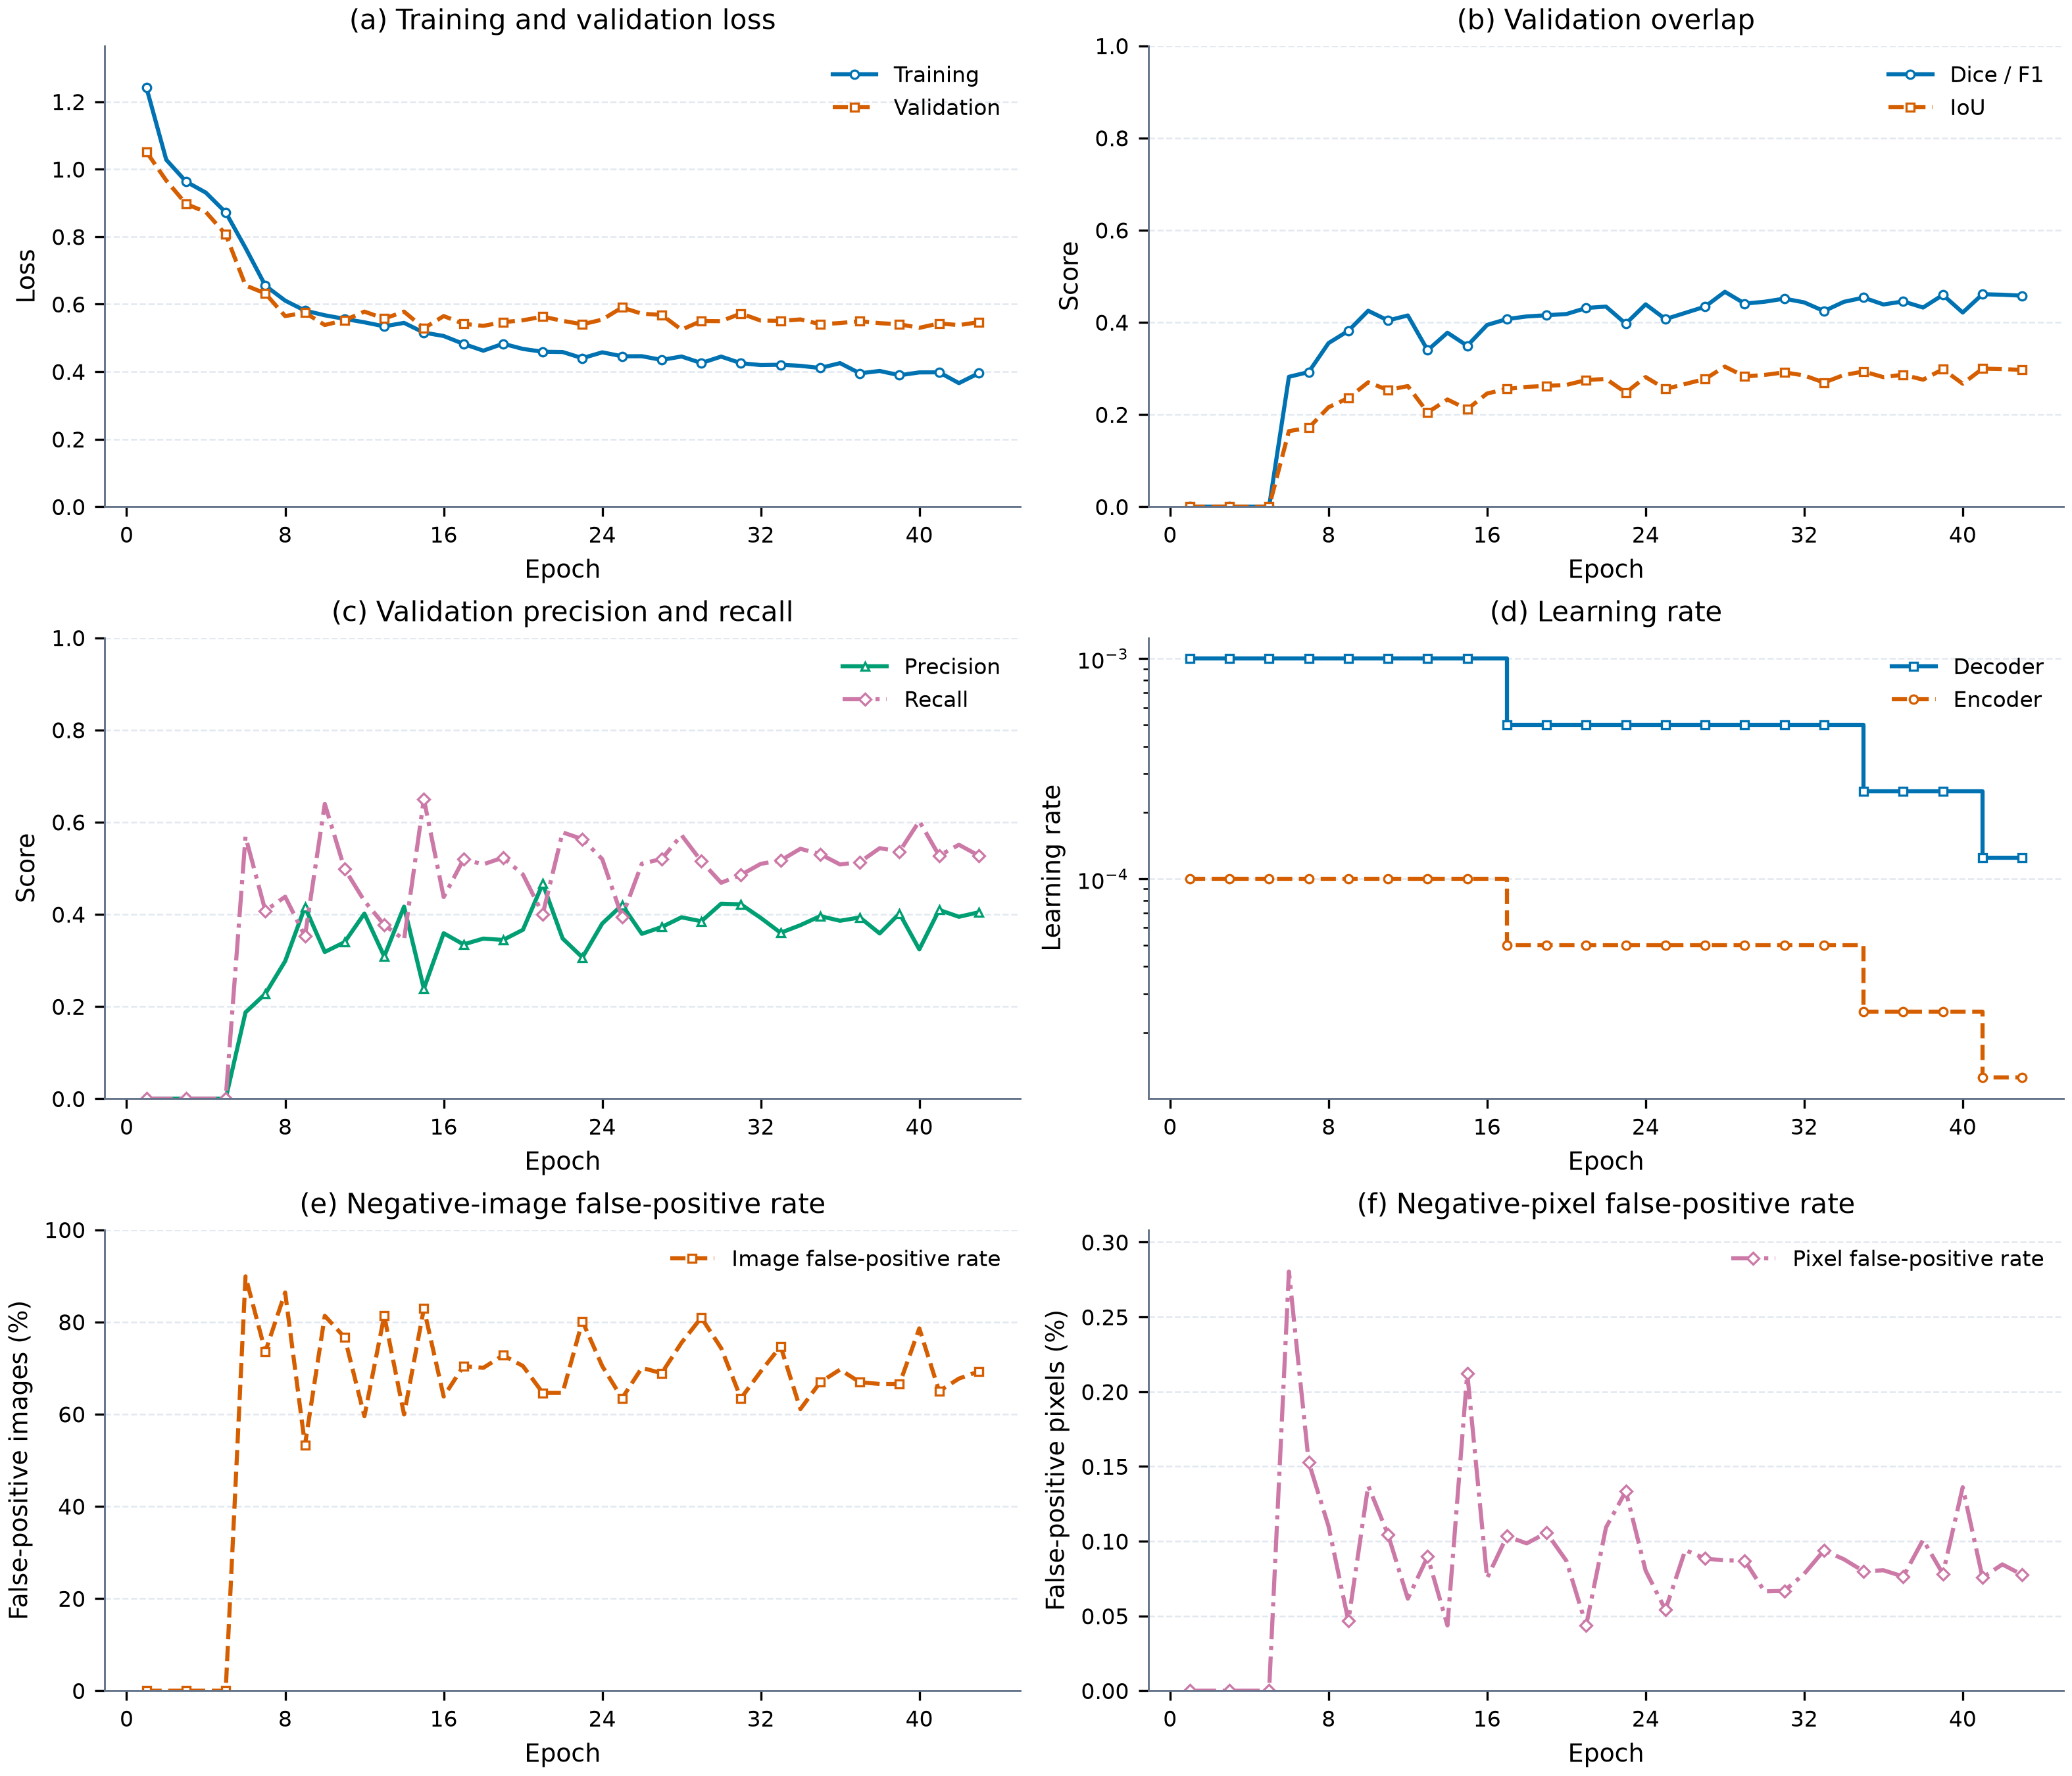 (a) Training and validation loss
Training
Validation
1.2
1.0
0.8
0.6
0.4
0.2
0.0
Loss
0 8 16 24 32 40
Epoch
(b) Validation overlap
Dice / F1
IoU
1.0
0.8
0.6
0.4
0.2
0.0
Score
0 8 16 24 32 40
Epoch
(c) Validation precision and recall
Precision
Recall
1.0
0.8
0.6
0.4
0.2
0.0
Score
0 8 16 24 32 40
Epoch
(d) Learning rate
Decoder
Encoder
10⁻³
10⁻⁴
Learning rate
0 8 16 24 32 40
Epoch
(e) Negative-image false-positive rate
Image false-positive rate
100
80
60
40
20
0
False-positive images (%)
0 8 16 24 32 40
Epoch
(f) Negative-pixel false-positive rate
Pixel false-positive rate
0.30
0.25
0.20
0.15
0.10
0.05
0.00
False-positive pixels (%)
0 8 16 24 32 40
Epoch